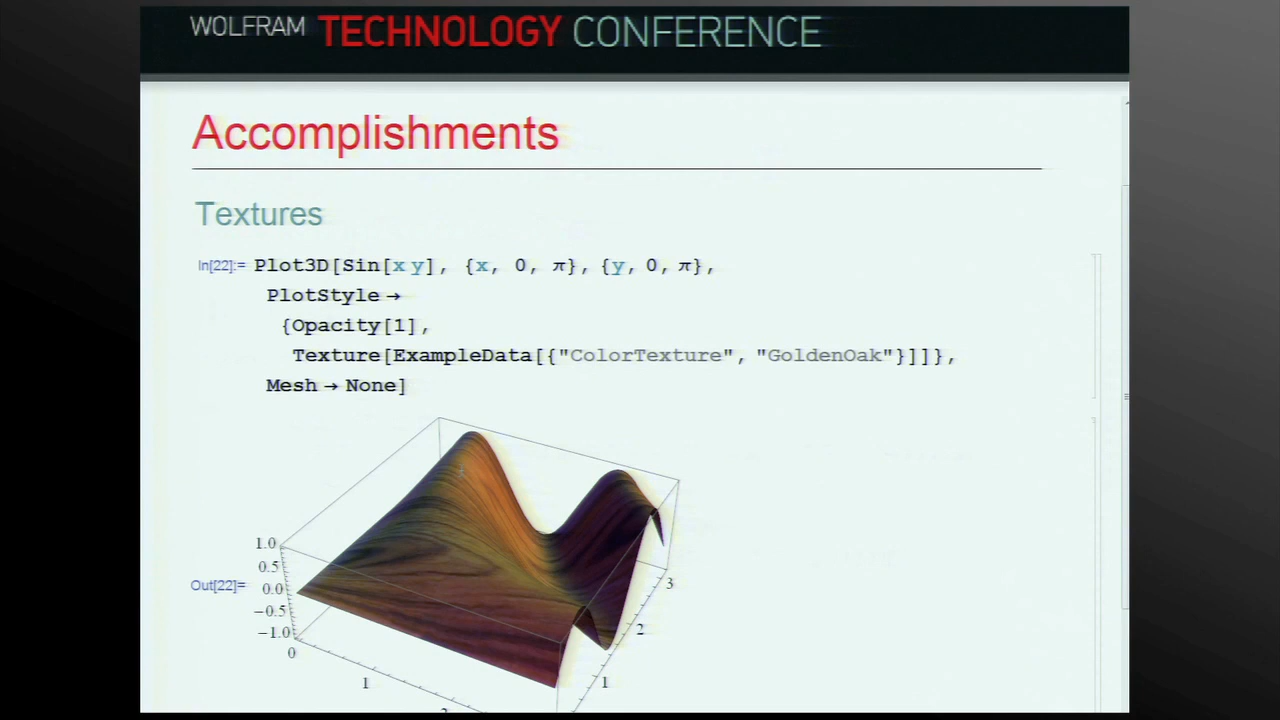 WOLFRAM TECHNOLOGY CONFERENCE
Accomplishments
Textures
In[22]:= Plot3D[Sin[x y], {x, 0, π}, {y, 0, π},
PlotStyle →
{Opacity[1],
Texture[ExampleData[{"ColorTexture", "GoldenOak"}]]},
Mesh → None]
1.0
0.5
0.0
Out[22]=
-0.5
-1.0
0
1
3
2
1